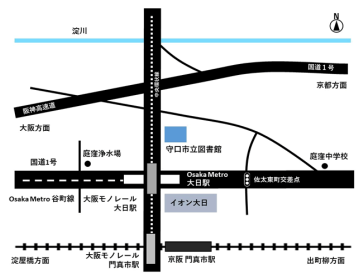 淀川
N
国道1号
中央環状線
阪神高速道
京都方面
大阪方面
守口市立図書館
庭窪浄水場
庭窪中学校
国道1号
Osaka Metro
大日駅
佐太東町交差点
Osaka Metro 谷町線
大阪モノレール
大日駅
イオン大日
淀屋橋方面
大阪モノレール
門真市駅
京阪 門真市駅
出町柳方面